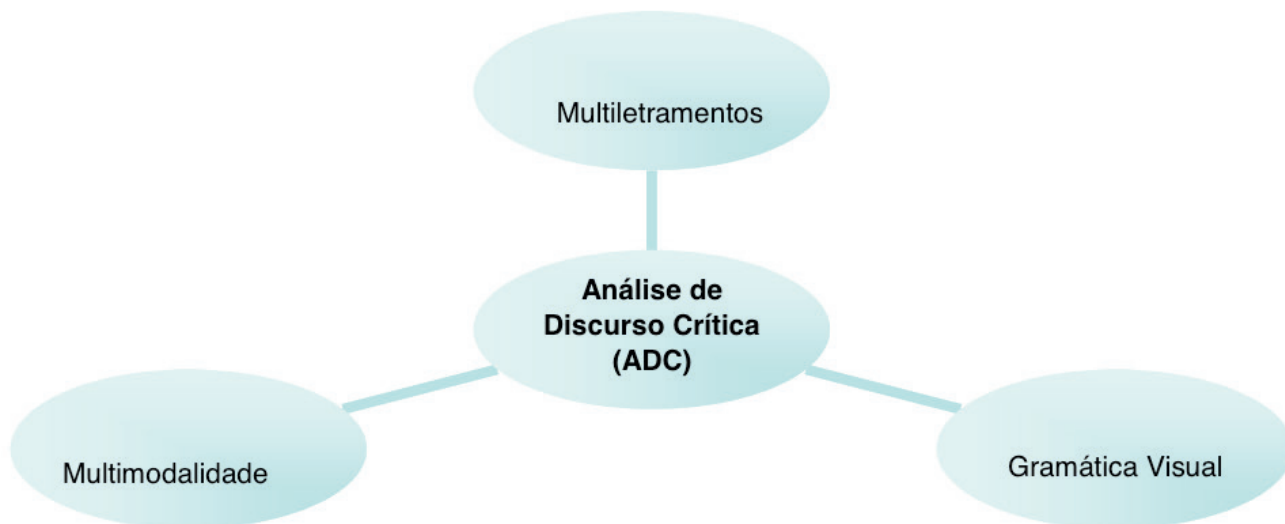 Multiletramentos
Análise de
Discurso Crítica
(ADC)
Multimodalidade
Gramática Visual